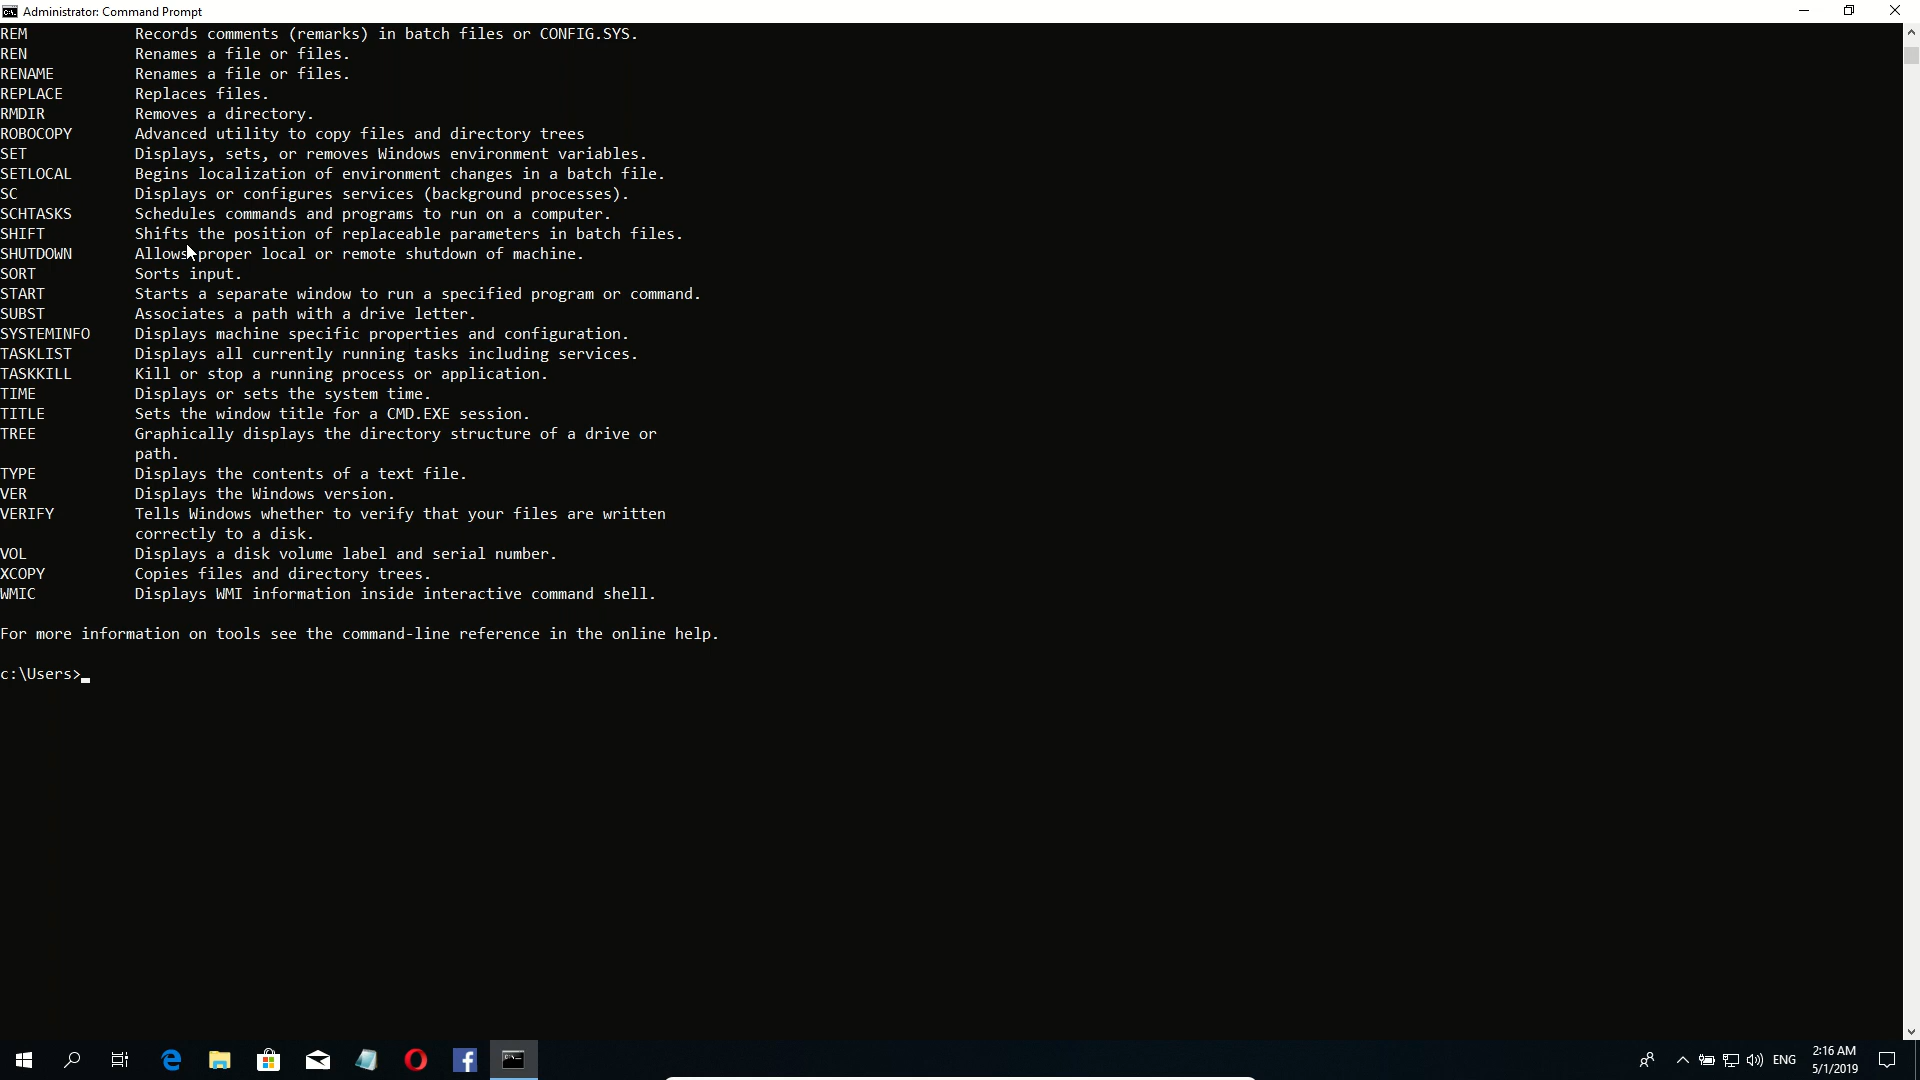 Administrator: Command Prompt
REM Records comments (remarks) in batch files or CONFIG.SYS.
REN Renames a file or files.
RENAME Renames a file or files.
REPLACE Replaces files.
RMDIR Removes a directory.
ROBOCOPY Advanced utility to copy files and directory trees
SET Displays, sets, or removes Windows environment variables.
SETLOCAL Begins localization of environment changes in a batch file.
SC Displays or configures services (background processes).
SCHTASKS Schedules commands and programs to run on a computer.
SHIFT Shifts the position of replaceable parameters in batch files.
SHUTDOWN Allows proper local or remote shutdown of machine.
SORT Sorts input.
START Starts a separate window to run a specified program or command.
SUBST Associates a path with a drive letter.
SYSTEMINFO Displays machine specific properties and configuration.
TASKLIST Displays all currently running tasks including services.
TASKKILL Kill or stop a running process or application.
TIME Displays or sets the system time.
TITLE Sets the window title for a CMD.EXE session.
TREE Graphically displays the directory structure of a drive or
path.
TYPE Displays the contents of a text file.
VER Displays the Windows version.
VERIFY Tells Windows whether to verify that your files are written
correctly to a disk.
VOL Displays a disk volume label and serial number.
XCOPY Copies files and directory trees.
WMIC Displays WMI information inside interactive command shell.
For more information on tools see the command-line reference in the online help.
c:\Users>
ENG
2:16 AM
5/1/2019